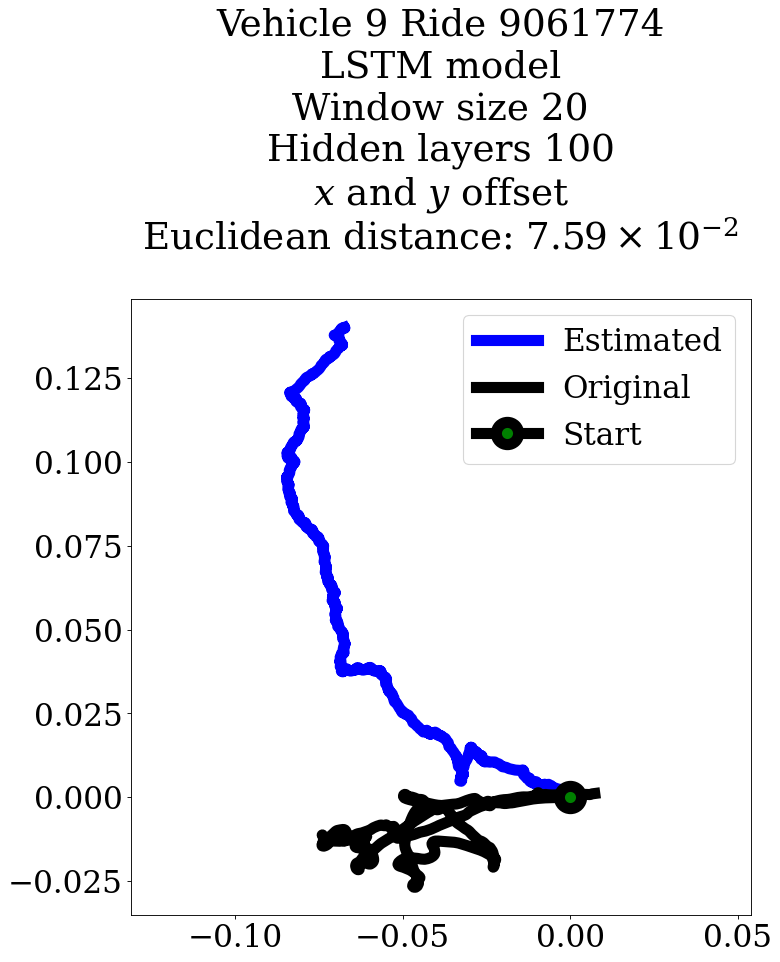 Vehicle 9 Ride 9061774
LSTM model
Window size 20
Hidden layers 100
x and y offset
Euclidean distance: 7.59 × 10⁻²
Estimated
Original
Start
0.125
0.100
0.075
0.050
0.025
0.000
−0.025
−0.10
−0.05
0.00
0.05